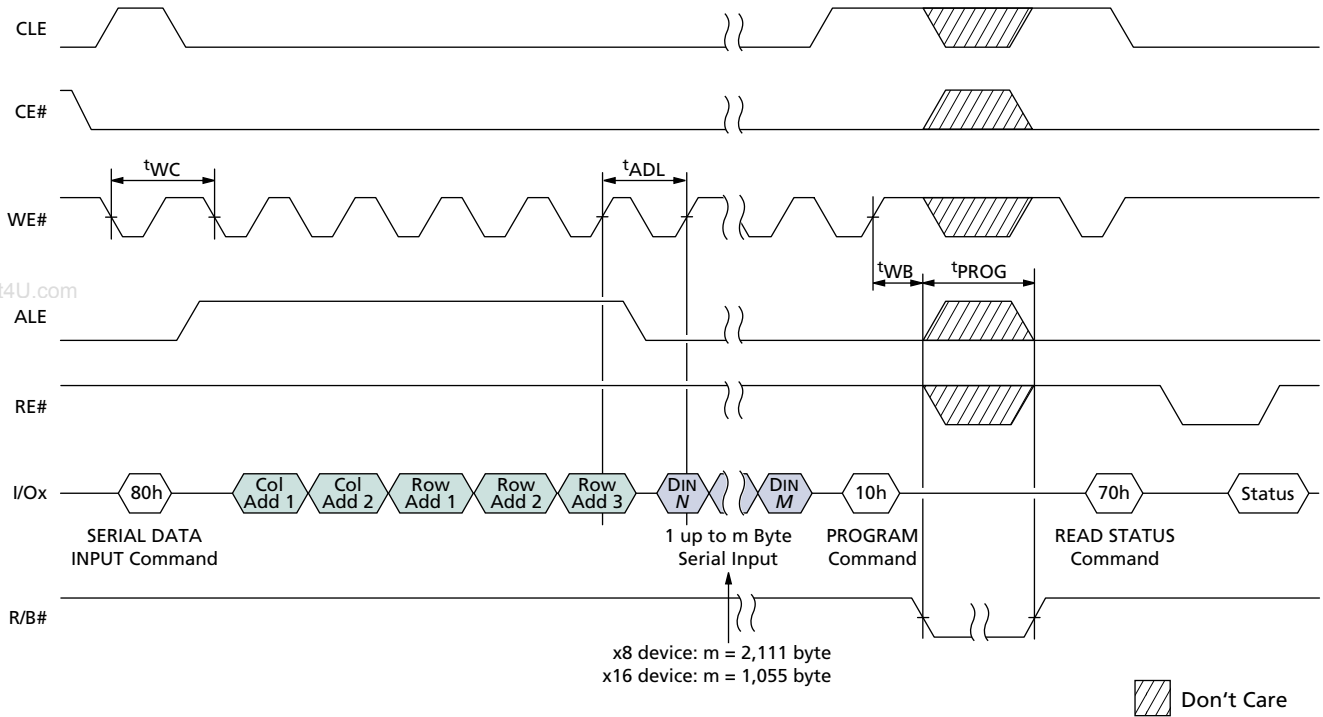 CLE
CE#
tWC
tADL
WE#
tWB
tPROG
t4U.com
ALE
RE#
I/Ox
80h
Col Add 1
Col Add 2
Row Add 1
Row Add 2
Row Add 3
DIN N
DIN M
10h
70h
Status
SERIAL DATA
INPUT Command
1 up to m Byte
Serial Input
PROGRAM
Command
READ STATUS
Command
R/B#
x8 device: m = 2,111 byte
x16 device: m = 1,055 byte
Don't Care